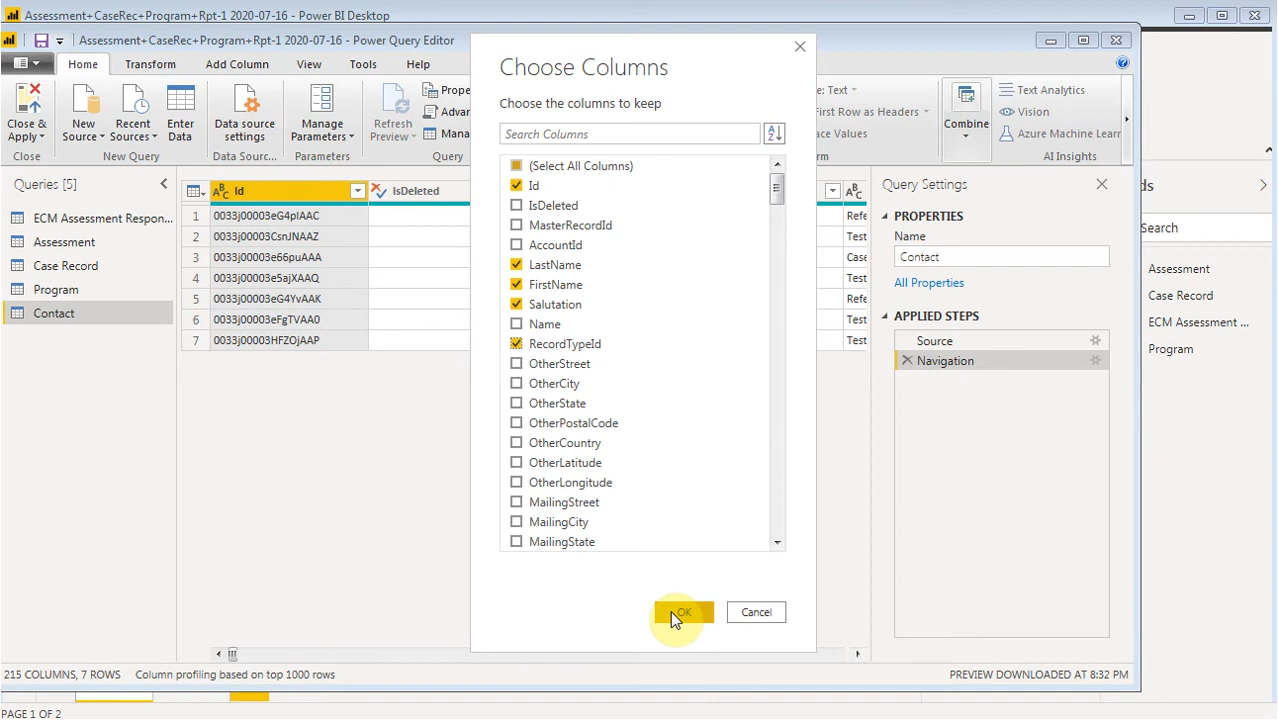 Assessment+CaseRec+Program+Rpt-1 2020-07-16 - Power BI Desktop
Assessment+CaseRec+Program+Rpt-1 2020-07-16 - Power Query Editor
Home
Transform
Add Column
View
Tools
Help
Close &
Apply
Close
New
Source
Recent
Sources
Enter
Data
New Query
Data source
settings
Data Sourc...
Manage
Parameters
Parameters
Refresh
Preview
Prope
Advar
Mana
Query
Type: Text
First Row as Headers
ace Values
rm
Combine
Text Analytics
Vision
Azure Machine Lear
AI Insights
Queries [5]
ECM Assessment Respon...
Assessment
Case Record
Program
Contact
Id
IsDeleted
1 0033j00003eG4pIAAC
2 0033j00003CsnJNAAZ
3 0033j00003e66puAAA
4 0033j00003e5ajXAAQ
5 0033j00003eG4YvAAK
6 0033j00003eFgTVAA0
7 0033j00003HFZOjAAP
Choose Columns
Choose the columns to keep
Search Columns
(Select All Columns)
Id
IsDeleted
MasterRecordId
AccountId
LastName
FirstName
Salutation
Name
RecordTypeId
OtherStreet
OtherCity
OtherState
OtherPostalCode
OtherCountry
OtherLatitude
OtherLongitude
MailingStreet
MailingCity
MailingState
OK
Cancel
ABC
Refe
Test
Case
Test
Refe
Test
Test
Query Settings
PROPERTIES
Name
Contact
All Properties
APPLIED STEPS
Source
Navigation
ds
Search
Assessment
Case Record
ECM Assessment ...
Program
215 COLUMNS, 7 ROWS
Column profiling based on top 1000 rows
PREVIEW DOWNLOADED AT 8:32 PM
PAGE 1 OF 2